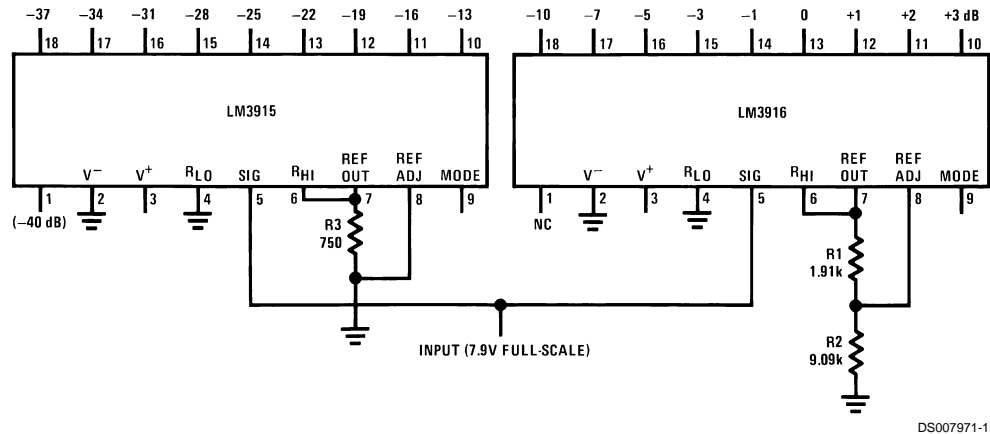 −37 −34 −31 −28 −25 −22 −19 −16 −13 −10 −7 −5 −3 −1 0 +1 +2 +3 dB
18 17 16 15 14 13 12 11 10 18 17 16 15 14 13 12 11 10
LM3915 LM3916
V− V+ RLO SIG RHI REF OUT REF ADJ MODE V− V+ RLO SIG RHI REF OUT REF ADJ MODE
1 2 3 4 5 6 7 8 9 1 2 3 4 5 6 7 8 9
(−40 dB) NC
R3
750
R1
1.91k
INPUT (7.9V FULL-SCALE)
R2
9.09k